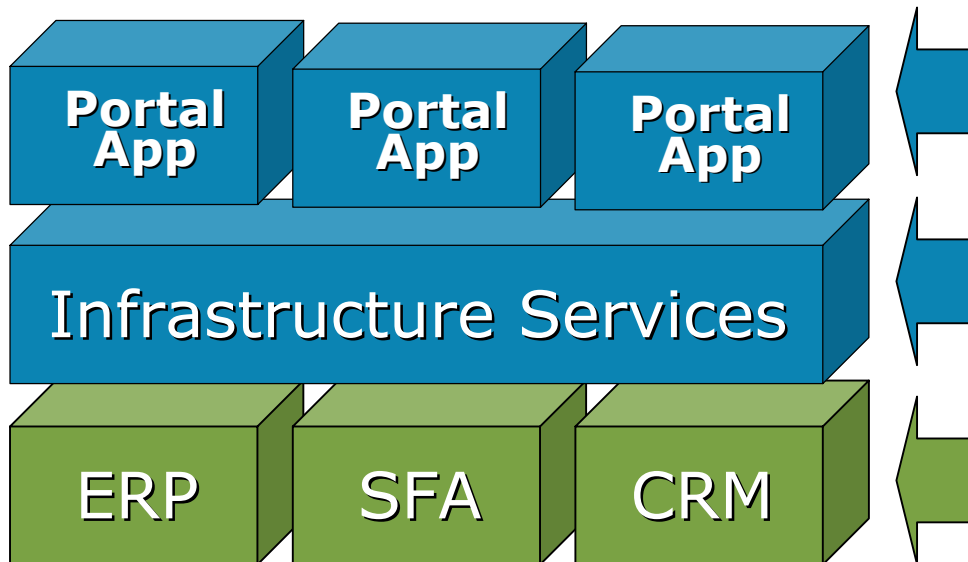 Portal
App
Portal
App
Portal
App
Infrastructure Services
ERP
SFA
CRM